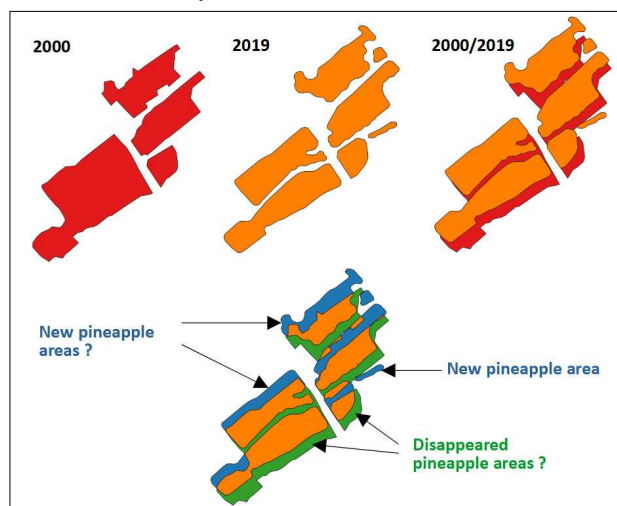 2000
2019
2000/2019
New pineapple
areas ?
New pineapple area
Disappeared
pineapple areas ?